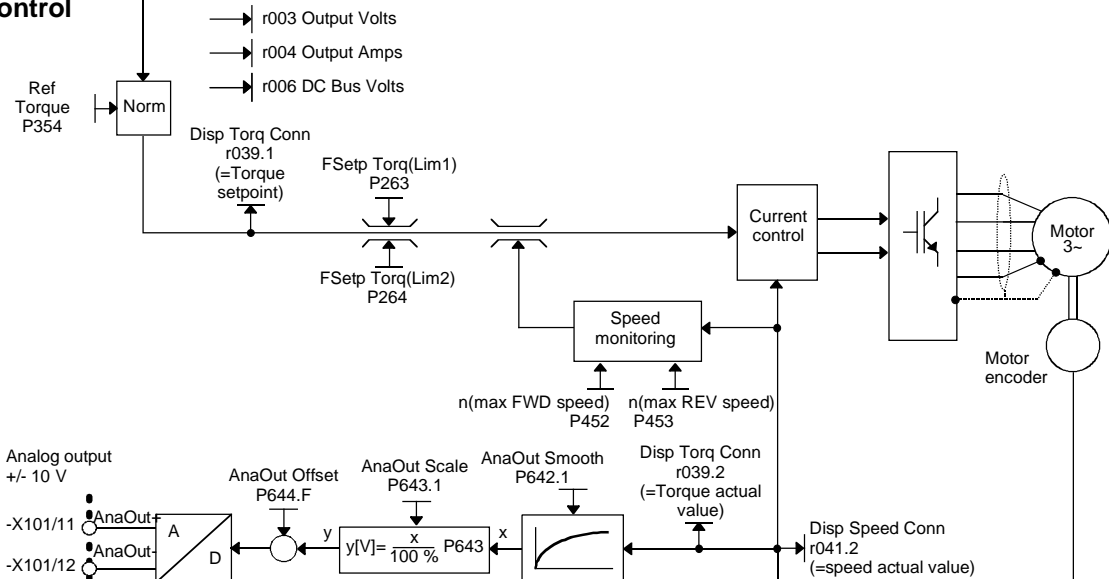 ontrol
r003 Output Volts
r004 Output Amps
r006 DC Bus Volts
Ref
Torque
P354
Norm
Disp Torq Conn
r039.1
(=Torque
setpoint)
FSetp Torq(Lim1)
P263
FSetp Torq(Lim2)
P264
Current
control
Motor
3~
Speed
monitoring
Motor
encoder
n(max FWD speed)
P452
n(max REV speed)
P453
Analog output
+/- 10 V
AnaOut Offset
P644.F
AnaOut Scale
P643.1
AnaOut Smooth
P642.1
Disp Torq Conn
r039.2
(=Torque actual
value)
-X101/11
AnaOut+
-X101/12
AnaOut-
A
D
y
y[V]= x
100 % P643
x
Disp Speed Conn
r041.2
(=speed actual value)